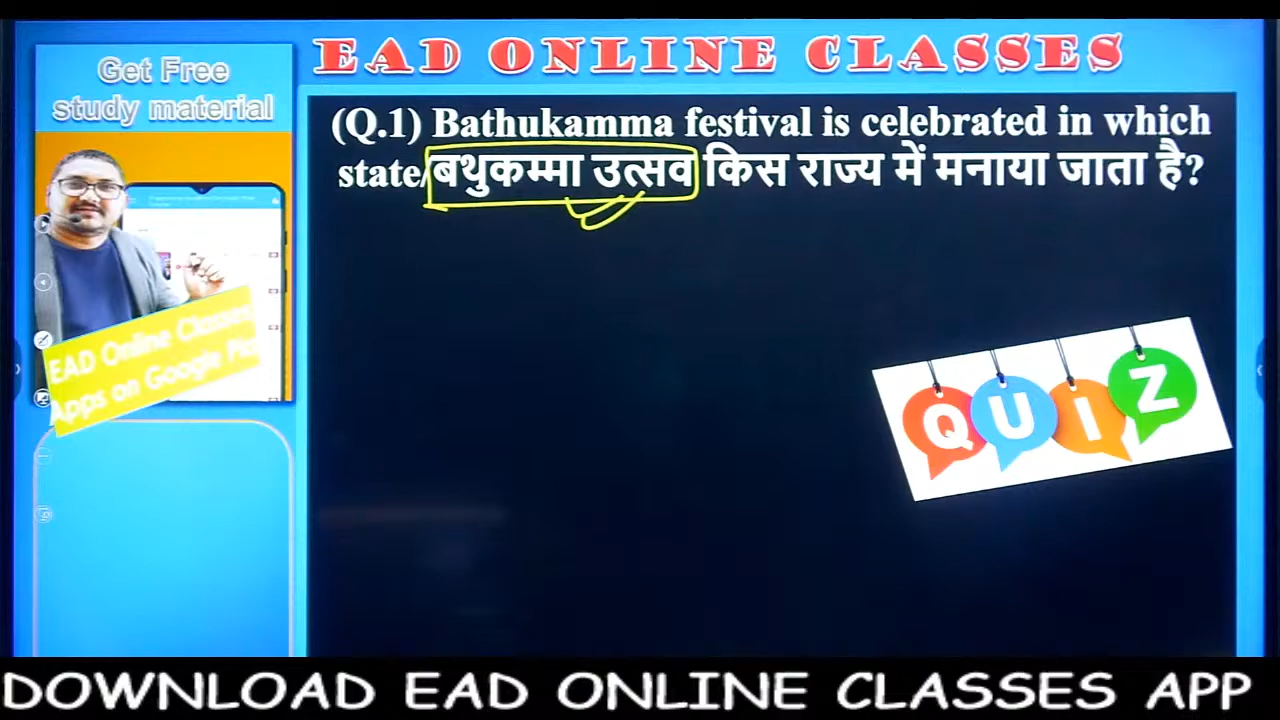 EAD ONLINE CLASSES
Get Free
study material
(Q.1) Bathukamma festival is celebrated in which
state/बथुकम्मा उत्सव किस राज्य में मनाया जाता है?
EAD Online Classes
Apps on Google
QUIZ
DOWNLOAD EAD ONLINE CLASSES APP